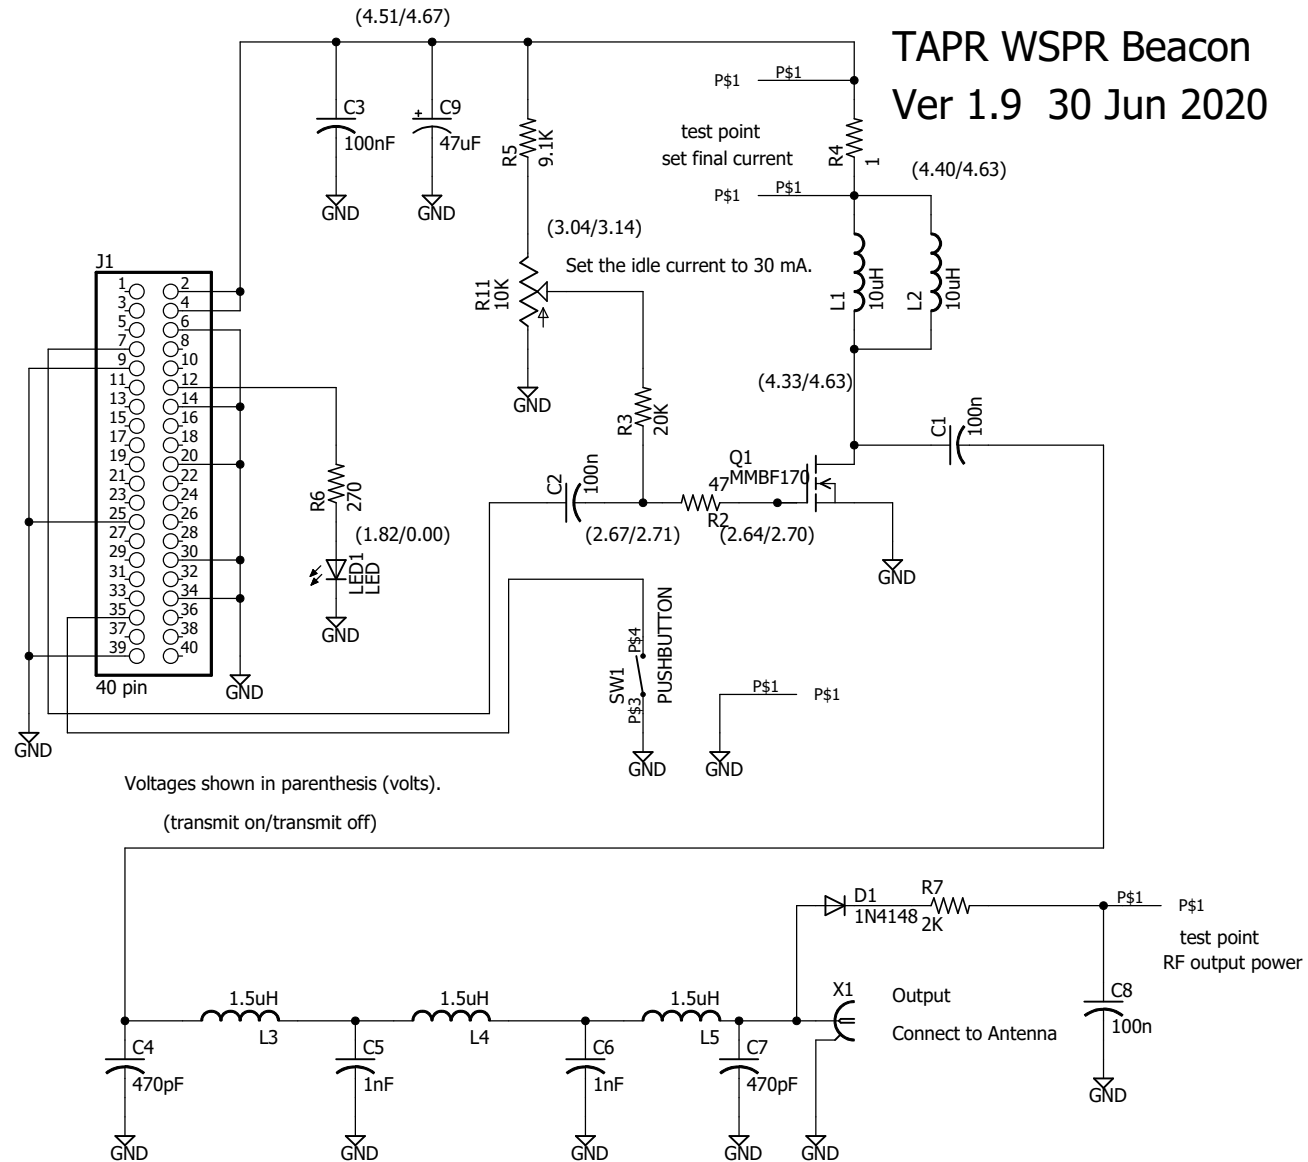 (4.51/4.67)
TAPR WSPR Beacon
Ver 1.9 30 Jun 2020
P$1
P$1
C3
100nF
C9
+
47uF
R5
9.1K
test point
set final current
R4
1
(4.40/4.63)
P$1
P$1
GND
GND
(3.04/3.14)
Set the idle current to 30 mA.
J1
R11
10K
L1
10uH
L2
10uH
1 2
3 4
5 6
7 8
9 10
11 12
13 14
15 16
17 18
19 20
21 22
23 24
25 26
27 28
29 30
31 32
33 34
35 36
37 38
39 40
40 pin
GND
(4.33/4.63)
R3
20K
C1
100n
Q1
MMBF170
C2
100n
47
R2
R6
270
(1.82/0.00)
(2.67/2.71)
(2.64/2.70)
LED1
LED
GND
GND
P$4
SW1
PUSHBUTTON
P$3
P$1
P$1
GND
GND
GND
GND
Voltages shown in parenthesis (volts).
(transmit on/transmit off)
D1
1N4148
R7
2K
P$1
P$1
test point
RF output power
1.5uH
L3
1.5uH
L4
1.5uH
L5
X1
Output
Connect to Antenna
C8
100n
C4
470pF
C5
1nF
C6
1nF
C7
470pF
GND
GND
GND
GND
GND
GND